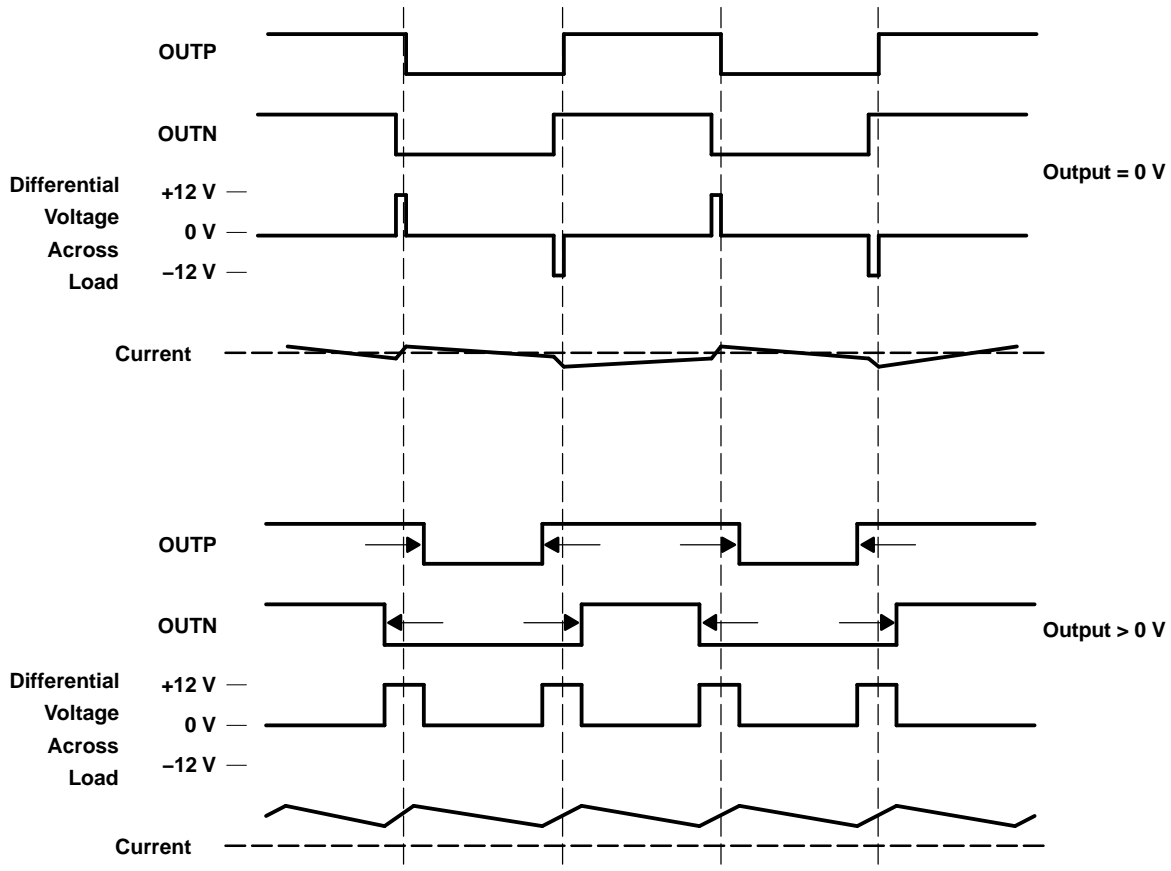 OUTP
OUTN
Output = 0 V
Differential
Voltage
Across
Load
+12 V
0 V
–12 V
Current
OUTP
OUTN
Output > 0 V
Differential
Voltage
Across
Load
+12 V
0 V
–12 V
Current